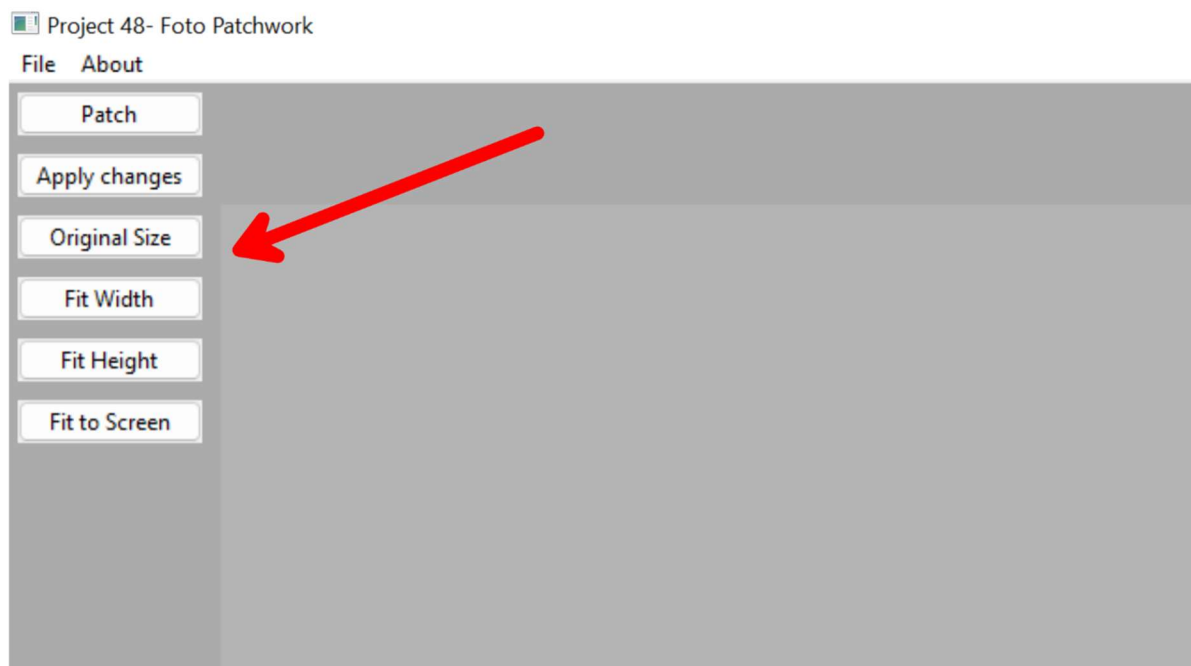 Project 48- Foto Patchwork
File About
Patch
Apply changes
Original Size
Fit Width
Fit Height
Fit to Screen